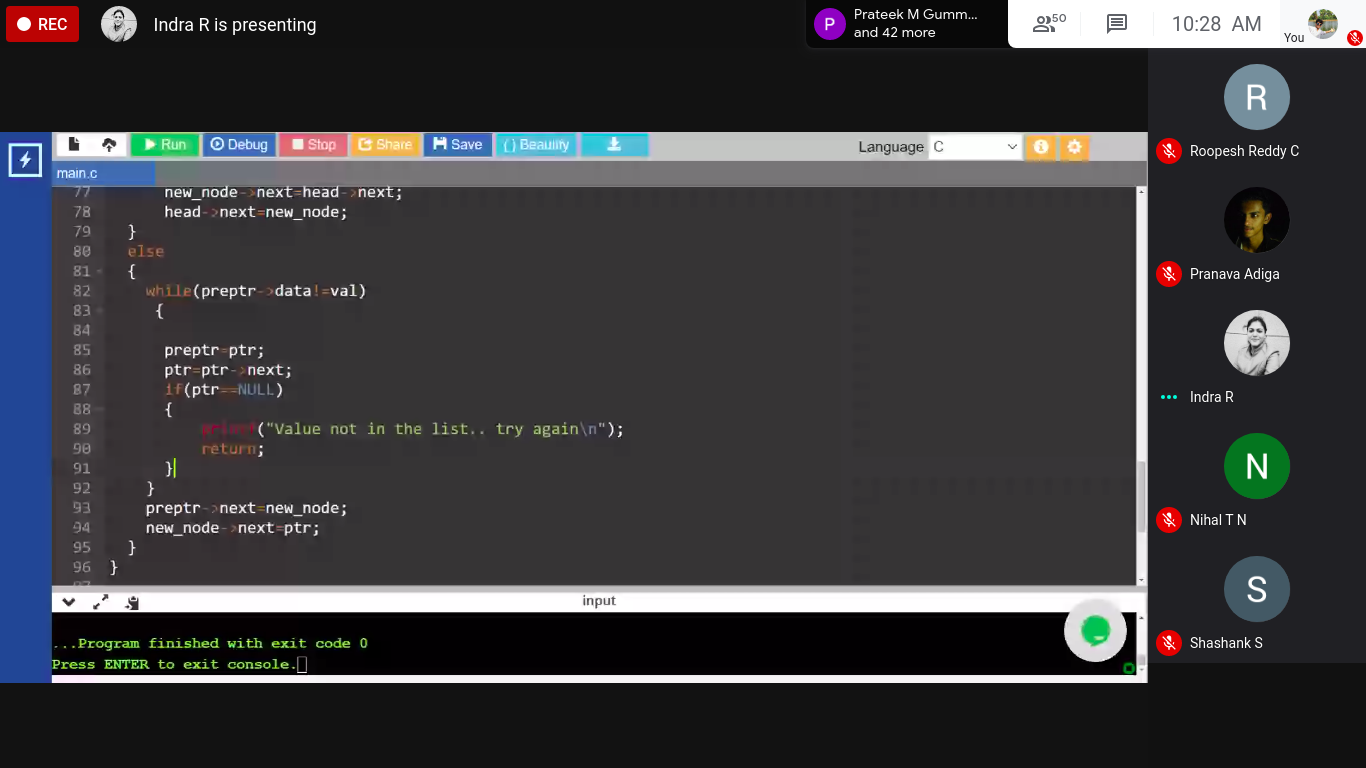 REC
Indra R is presenting
P
Prateek M Gumm...
and 42 more
50
10:28 AM
You
Run
Debug
Stop
Share
Save
{ } Beautify
Language
C
main.c
77 new_node->next=head->next;
78 head->next=new_node;
79 }
80 else
81 {
82 while(preptr->data!=val)
83 {
84
85 preptr=ptr;
86 ptr=ptr->next;
87 if(ptr==NULL)
88 {
89 printf("Value not in the list.. try again\n");
90 return;
91 }
92 }
93 preptr->next=new_node;
94 new_node->next=ptr;
95 }
96 }
97
input
...Program finished with exit code 0
Press ENTER to exit console.
R
Roopesh Reddy C
Pranava Adiga
Indra R
N
Nihal T N
S
Shashank S